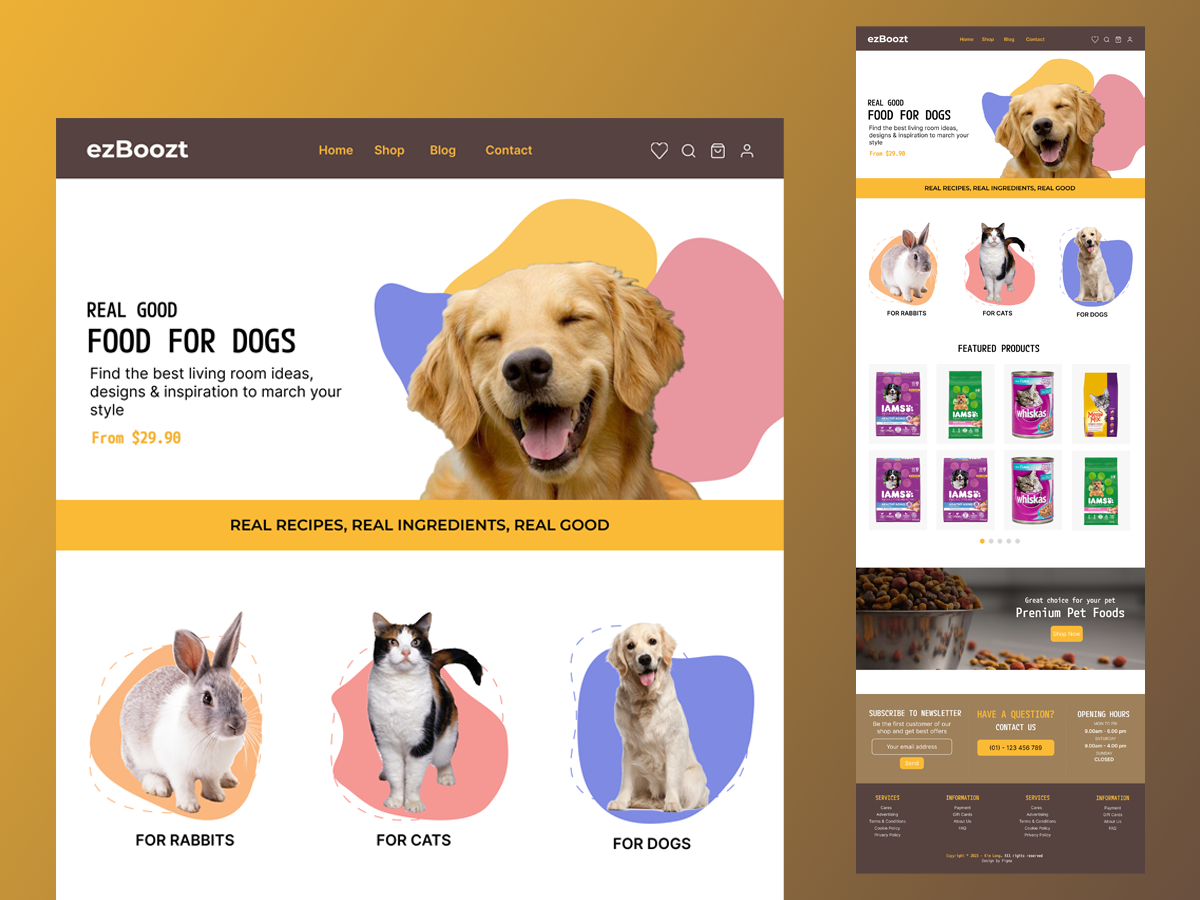 ezBoozt
Home Shop Blog Contact
REAL GOOD
FOOD FOR DOGS
Find the best living room ideas,
designs & inspiration to march your
style
From $29.90
REAL RECIPES, REAL INGREDIENTS, REAL GOOD
FOR RABBITS
FOR CATS
FOR DOGS
ezBoozt
Home Shop Blog Contact
REAL GOOD
FOOD FOR DOGS
Find the best living room ideas,
designs & inspiration to march your
style
From $29.90
REAL RECIPES, REAL INGREDIENTS, REAL GOOD
FOR RABBITS
FOR CATS
FOR DOGS
FEATURED PRODUCTS
IAMS
IAMS
whiskas
Meow Mix
IAMS
IAMS
whiskas
IAMS
Great choice for your pet
Prenium Pet Foods
Shop Now
SUBSCRIBE TO NEWSLETTER
Be the first customer of our
shop and get best offers
Your email address
Send
HAVE A QUESTION?
CONTACT US
(01) - 123 456 789
OPENING HOURS
MON TO FRI
9.00am - 6.00 pm
SATURDAY
9.00am - 4.00 pm
SUNDAY
CLOSED
SERVICES
Cares
Advertising
Terms & Conditions
Cookie Policy
Privacy Policy
INFORMATION
Payment
Gift Cards
About Us
FAQ
SERVICES
Cares
Advertising
Terms & Conditions
Cookie Policy
Privacy Policy
INFORMATION
Payment
Gift Cards
About Us
FAQ
Design by Figma